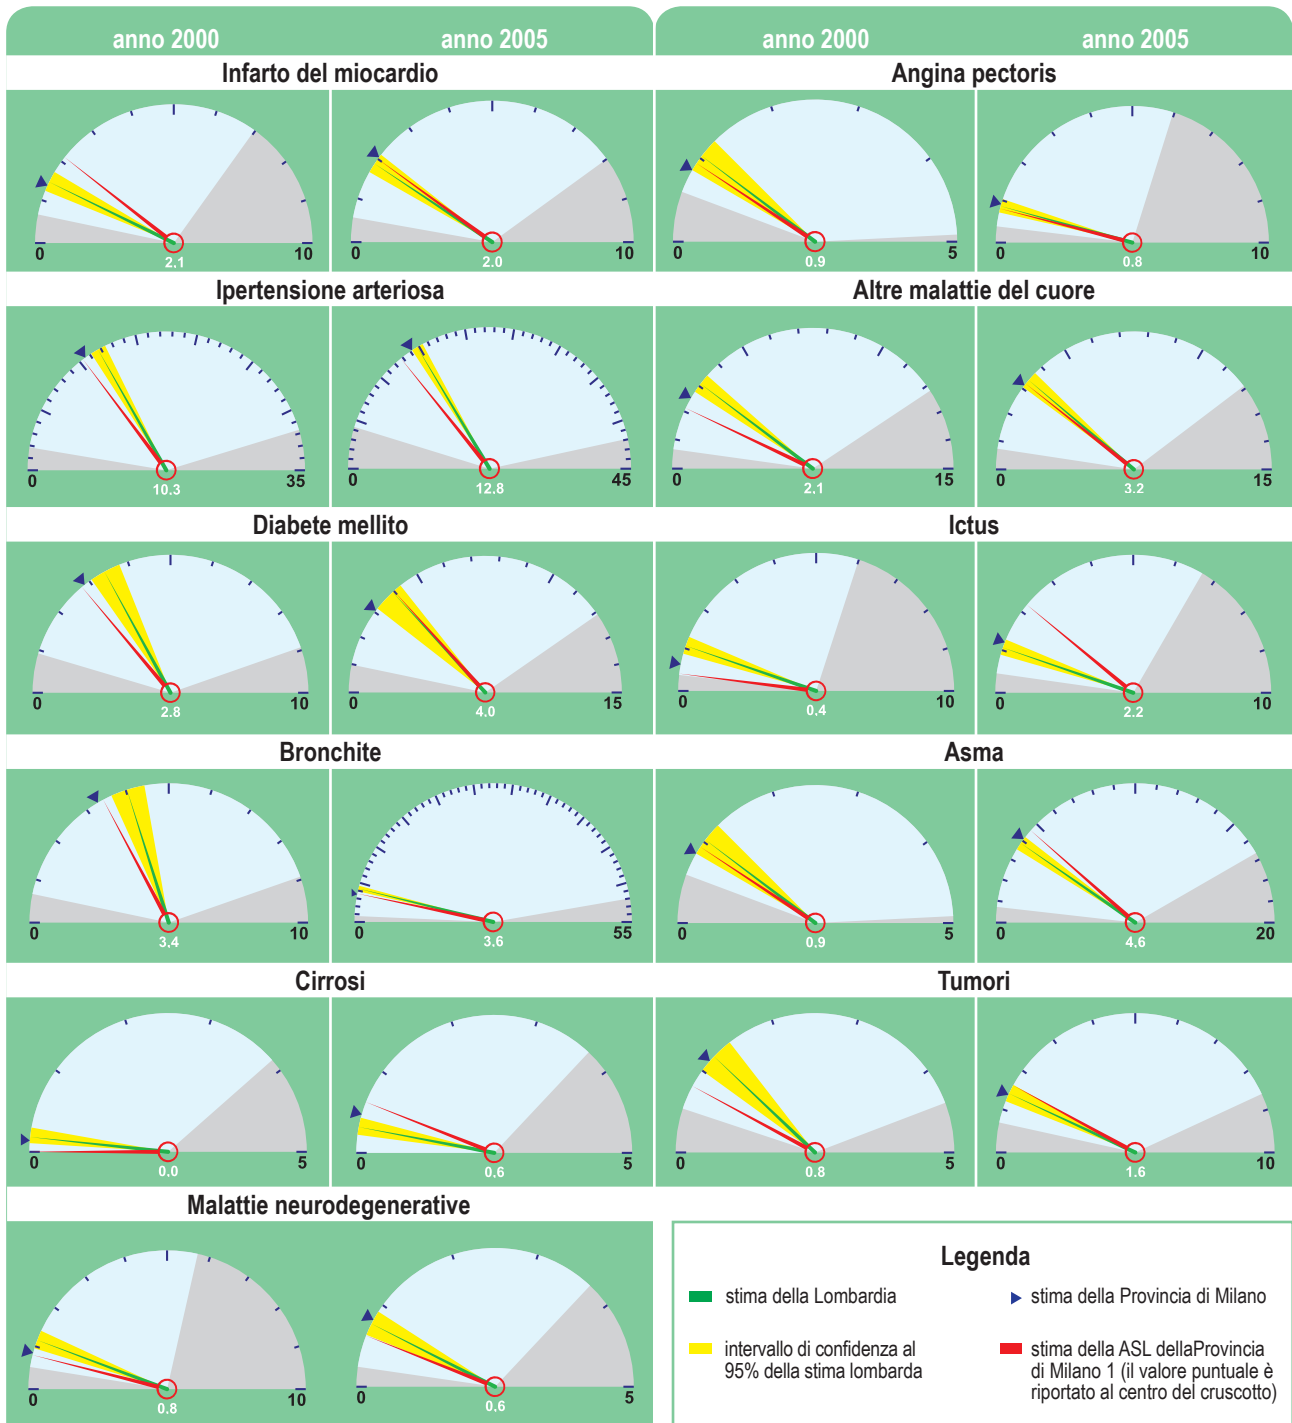 anno 2000 anno 2005 anno 2000 anno 2005
Infarto del miocardio Angina pectoris
0 10 0 10 0 5 0 10
2.1 2.0 0.9 0.8
Ipertensione arteriosa Altre malattie del cuore
0 35 0 45 0 15 0 15
10.3 12.8 2.1 3.2
Diabete mellito Ictus
0 10 0 15 0 10 0 10
2.8 4.0 0.4 2.2
Bronchite Asma
0 10 0 55 0 5 0 20
3.4 3.6 0.9 4.6
Cirrosi Tumori
0 5 0 5 0 5 0 10
0.0 0.6 0.8 1.6
Malattie neurodegenerative
0 10 0 5
0.8 0.6
Legenda
stima della Lombardia
stima della Provincia di Milano
intervallo di confidenza al
95% della stima lombarda
stima della ASL dellaProvincia
di Milano 1 (il valore puntuale è
riportato al centro del cruscotto)